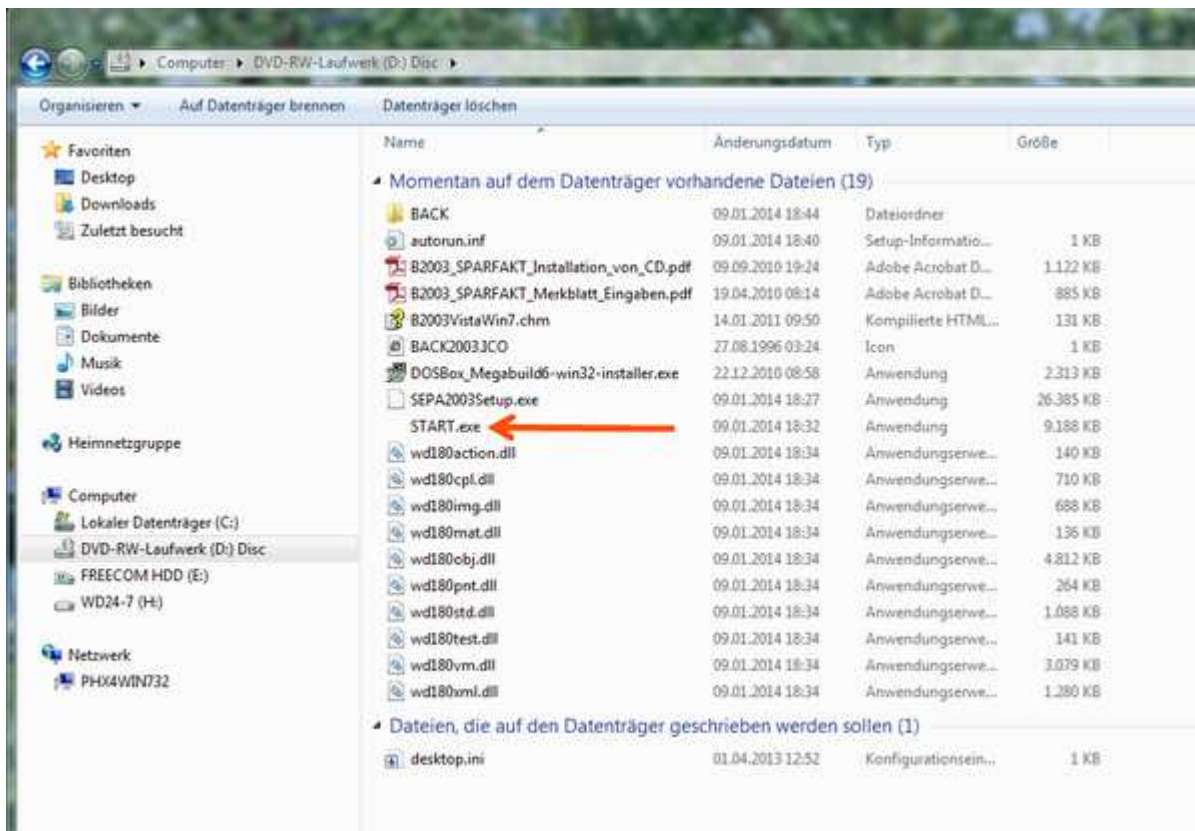 Computer ▸ DVD-RW-Laufwerk (D:) Disc ▸
Organisieren Auf Datenträger brennen Datenträger löschen
Favoriten
Desktop
Downloads
Zuletzt besucht
Bibliotheken
Bilder
Dokumente
Musik
Videos
Heimnetzgruppe
Computer
Lokaler Datenträger (C:)
DVD-RW-Laufwerk (D:) Disc
FREECOM HDD (E:)
WD24-7 (H:)
Netzwerk
PHX4WIN732
Name Änderungsdatum Typ Größe
Momentan auf dem Datenträger vorhandene Dateien (19)
BACK 09.01.2014 18:44 Dateiordner
autorun.inf 09.01.2014 18:40 Setup-Informatio... 1 KB
B2003_SPARFAKT_Installation_von_CD.pdf 09.09.2010 19:24 Adobe Acrobat D... 1.122 KB
B2003_SPARFAKT_Merkblatt_Eingaben.pdf 19.04.2010 08:14 Adobe Acrobat D... 885 KB
B2003VistaWin7.chm 14.01.2011 09:50 Kompilierte HTML... 131 KB
BACK2003.ICO 27.08.1996 03:24 Icon 1 KB
DOSBox_Megabuild6-win32-installer.exe 22.12.2010 08:58 Anwendung 2.313 KB
SEPA2003Setup.exe 09.01.2014 18:27 Anwendung 26.385 KB
START.exe 09.01.2014 18:32 Anwendung 9.188 KB
wd180action.dll 09.01.2014 18:34 Anwendungserwe... 140 KB
wd180cpl.dll 09.01.2014 18:34 Anwendungserwe... 710 KB
wd180img.dll 09.01.2014 18:34 Anwendungserwe... 688 KB
wd180mat.dll 09.01.2014 18:34 Anwendungserwe... 136 KB
wd180obj.dll 09.01.2014 18:34 Anwendungserwe... 4.812 KB
wd180pnt.dll 09.01.2014 18:34 Anwendungserwe... 264 KB
wd180std.dll 09.01.2014 18:34 Anwendungserwe... 1.088 KB
wd180test.dll 09.01.2014 18:34 Anwendungserwe... 141 KB
wd180vm.dll 09.01.2014 18:34 Anwendungserwe... 3.079 KB
wd180xml.dll 09.01.2014 18:34 Anwendungserwe... 1.280 KB
Dateien, die auf den Datenträger geschrieben werden sollen (1)
desktop.ini 01.04.2013 12:52 Konfigurationsein... 1 KB